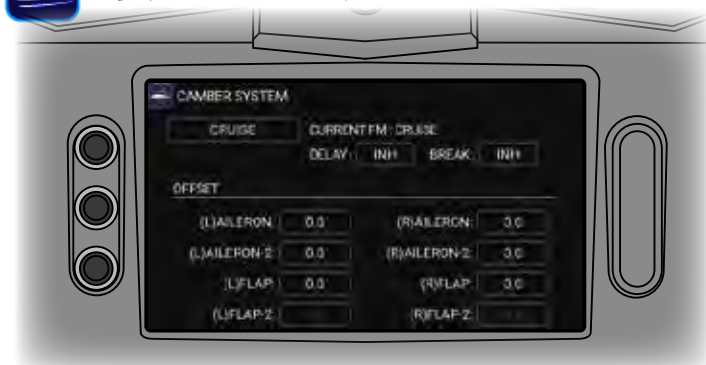 CAMBER SYSTEM
CRUISE CURRENT FM : CRUISE
DELAY : INH BREAK : INH
OFFSET
(L)AILERON: 0.0 (R)AILERON: 0.0
(L)AILERON-2: 0.0 (R)AILERON-2: 0.0
(L)FLAP: 0.0 (R)FLAP: 0.0
(L)FLAP-2: (R)FLAP-2: